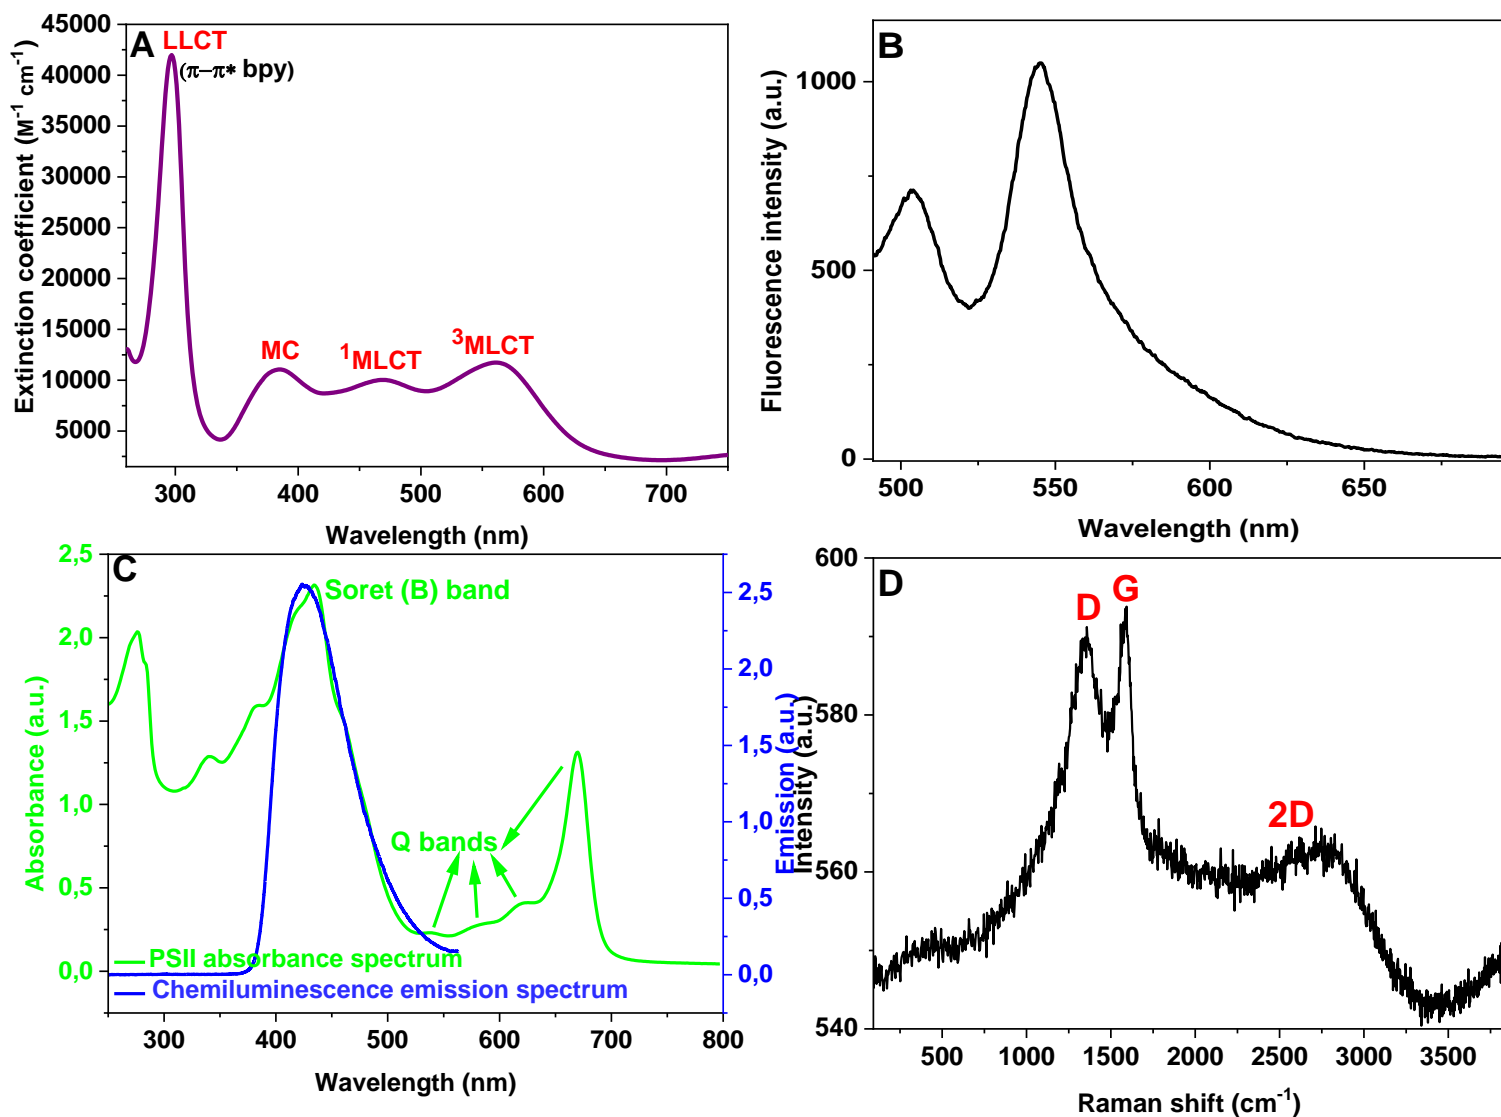 A
LLCT
(π–π* bpy)
MC
¹MLCT
³MLCT
Extinction coefficient (M⁻¹ cm⁻¹)
45000
40000
35000
30000
25000
20000
15000
10000
5000
300 400 500 600 700
Wavelength (nm)
B
Fluorescence intensity (a.u.)
1000
500
0
500 550 600 650
Wavelength (nm)
C
Soret (B) band
Q bands
PSII absorbance spectrum
Chemiluminescence emission spectrum
Absorbance (a.u.)
2,5
2,0
1,5
1,0
0,5
0,0
Emission (a.u.)
2,5
2,0
1,5
1,0
0,5
0,0
300 400 500 600 700 800
Wavelength (nm)
D
D
G
2D
Intensity (a.u.)
600
580
560
540
500 1000 1500 2000 2500 3000 3500
Raman shift (cm⁻¹)